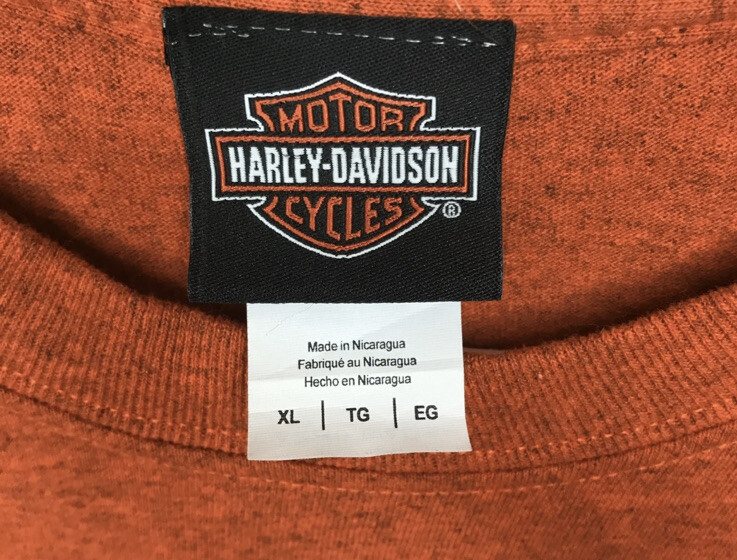 MOTOR
HARLEY-DAVIDSON
CYCLES ®
Made in Nicaragua
Fabriqué au Nicaragua
Hecho en Nicaragua
XL | TG | EG